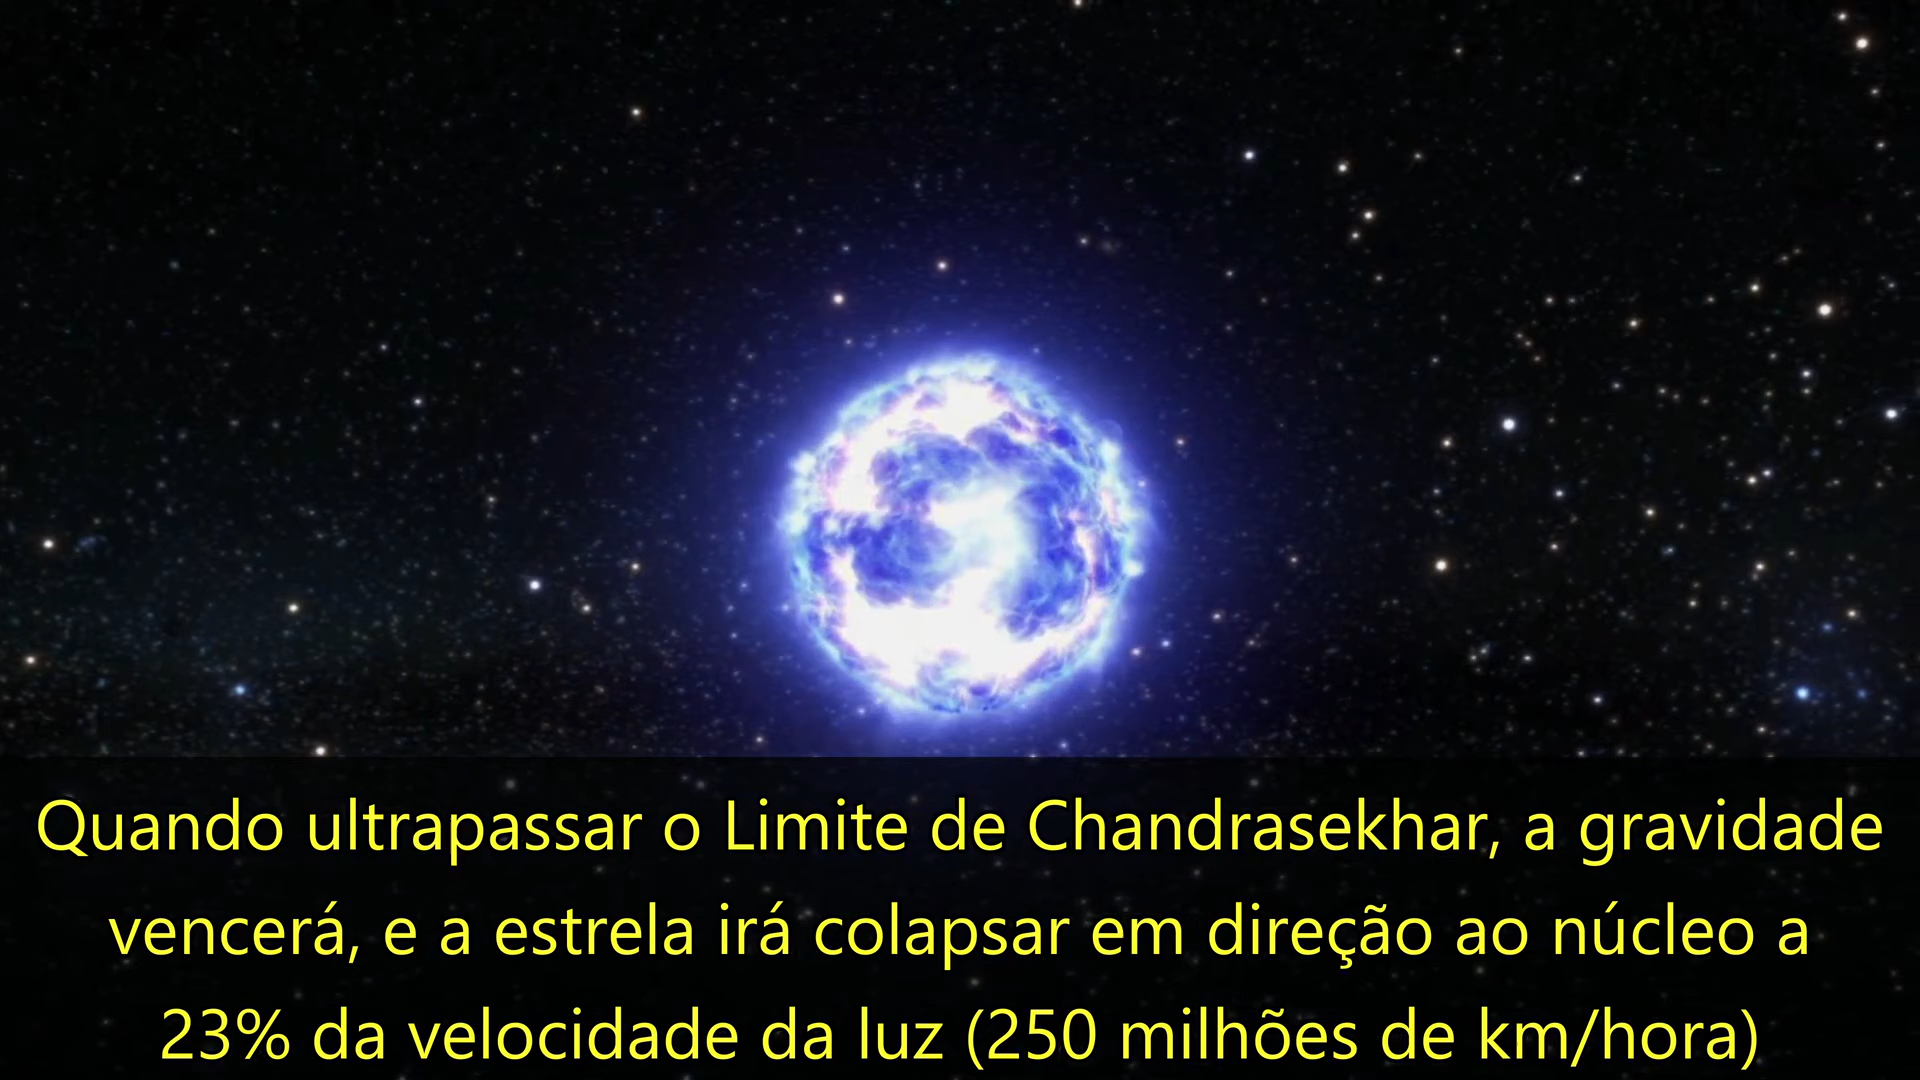 Quando ultrapassar o Limite de Chandrasekhar, a gravidade
vencerá, e a estrela irá colapsar em direção ao núcleo a
23% da velocidade da luz (250 milhões de km/hora)